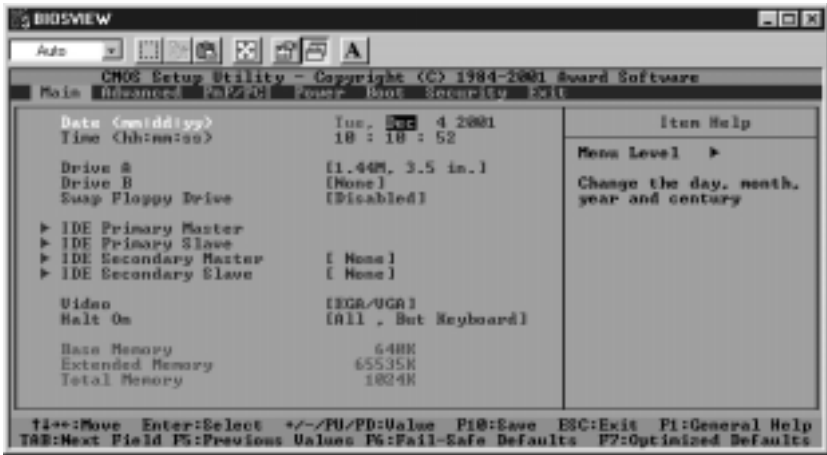 BIOSVIEW
Auto
A
CMOS Setup Utility - Copyright (C) 1984-2001 Award Software
Main Advanced PnP/PCI Power Boot Security Exit
Date (mm:dd:yy) Tue, Dec 4 2001
Time (hh:mm:ss) 10 : 10 : 52
Drive A [1.44M, 3.5 in.]
Drive B [None]
Swap Floppy Drive [Disabled]
▶ IDE Primary Master
▶ IDE Primary Slave
▶ IDE Secondary Master [ None]
▶ IDE Secondary Slave [ None]
Video [EGA/VGA]
Halt On [All , But Keyboard]
Base Memory 640K
Extended Memory 65535K
Total Memory 1024K
Item Help
Menu Level ▶
Change the day, month,
year and century
↑↓→←:Move Enter:Select +/-/PU/PD:Value F10:Save ESC:Exit F1:General Help
TAB:Next Field F5:Previous Values F6:Fail-Safe Defaults F7:Optimized Defaults